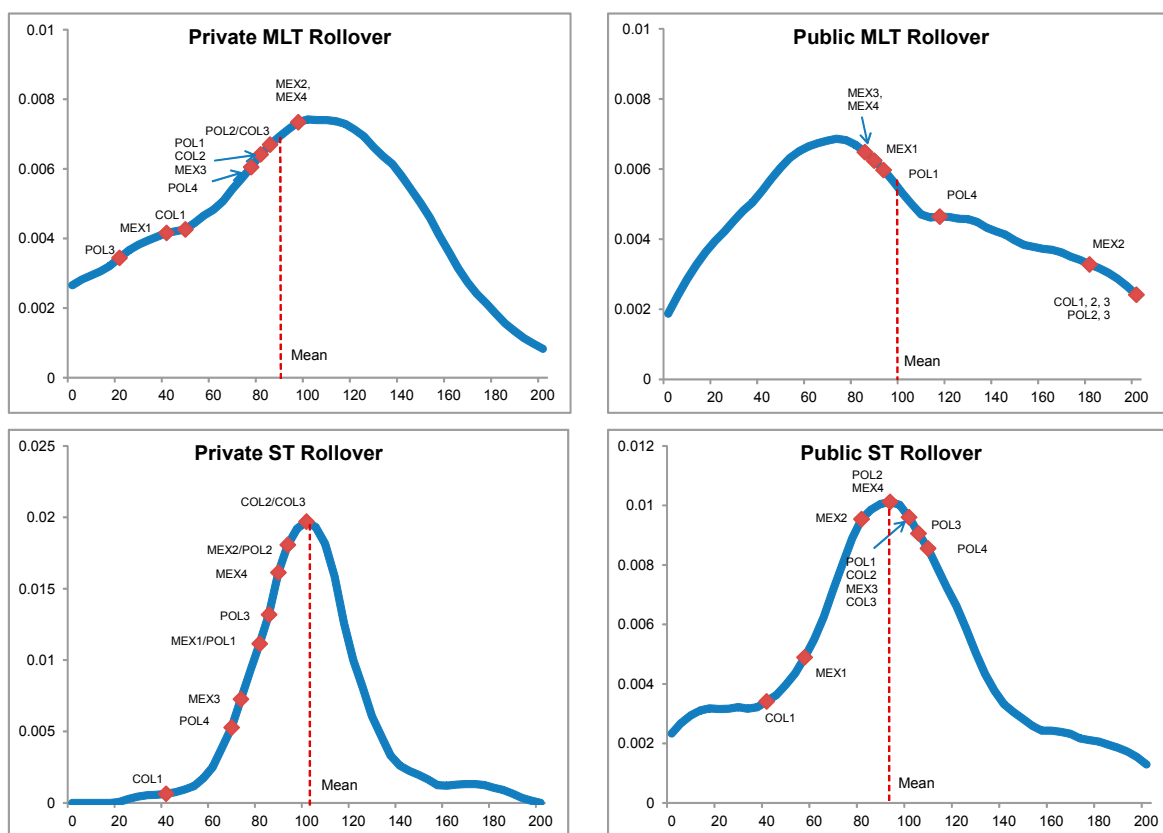 Private MLT Rollover
0.01
0.008
0.006
0.004
0.002
0
MEX2,
MEX4
POL2/COL3
POL1
COL2
MEX3
POL4
COL1
MEX1
POL3
Mean
0 20 40 60 80 100 120 140 160 180 200
Public MLT Rollover
0.01
0.008
0.006
0.004
0.002
0
MEX3,
MEX4
MEX1
POL1
POL4
MEX2
COL1, 2, 3
POL2, 3
Mean
0 20 40 60 80 100 120 140 160 180 200
Private ST Rollover
0.025
0.02
0.015
0.01
0.005
0
COL2/COL3
MEX2/POL2
MEX4
POL3
MEX1/POL1
MEX3
POL4
COL1
Mean
0 20 40 60 80 100 120 140 160 180 200
Public ST Rollover
0.012
0.01
0.008
0.006
0.004
0.002
0
POL2
MEX4
MEX2
POL3
POL4
POL1
COL2
MEX3
COL3
MEX1
COL1
Mean
0 20 40 60 80 100 120 140 160 180 200